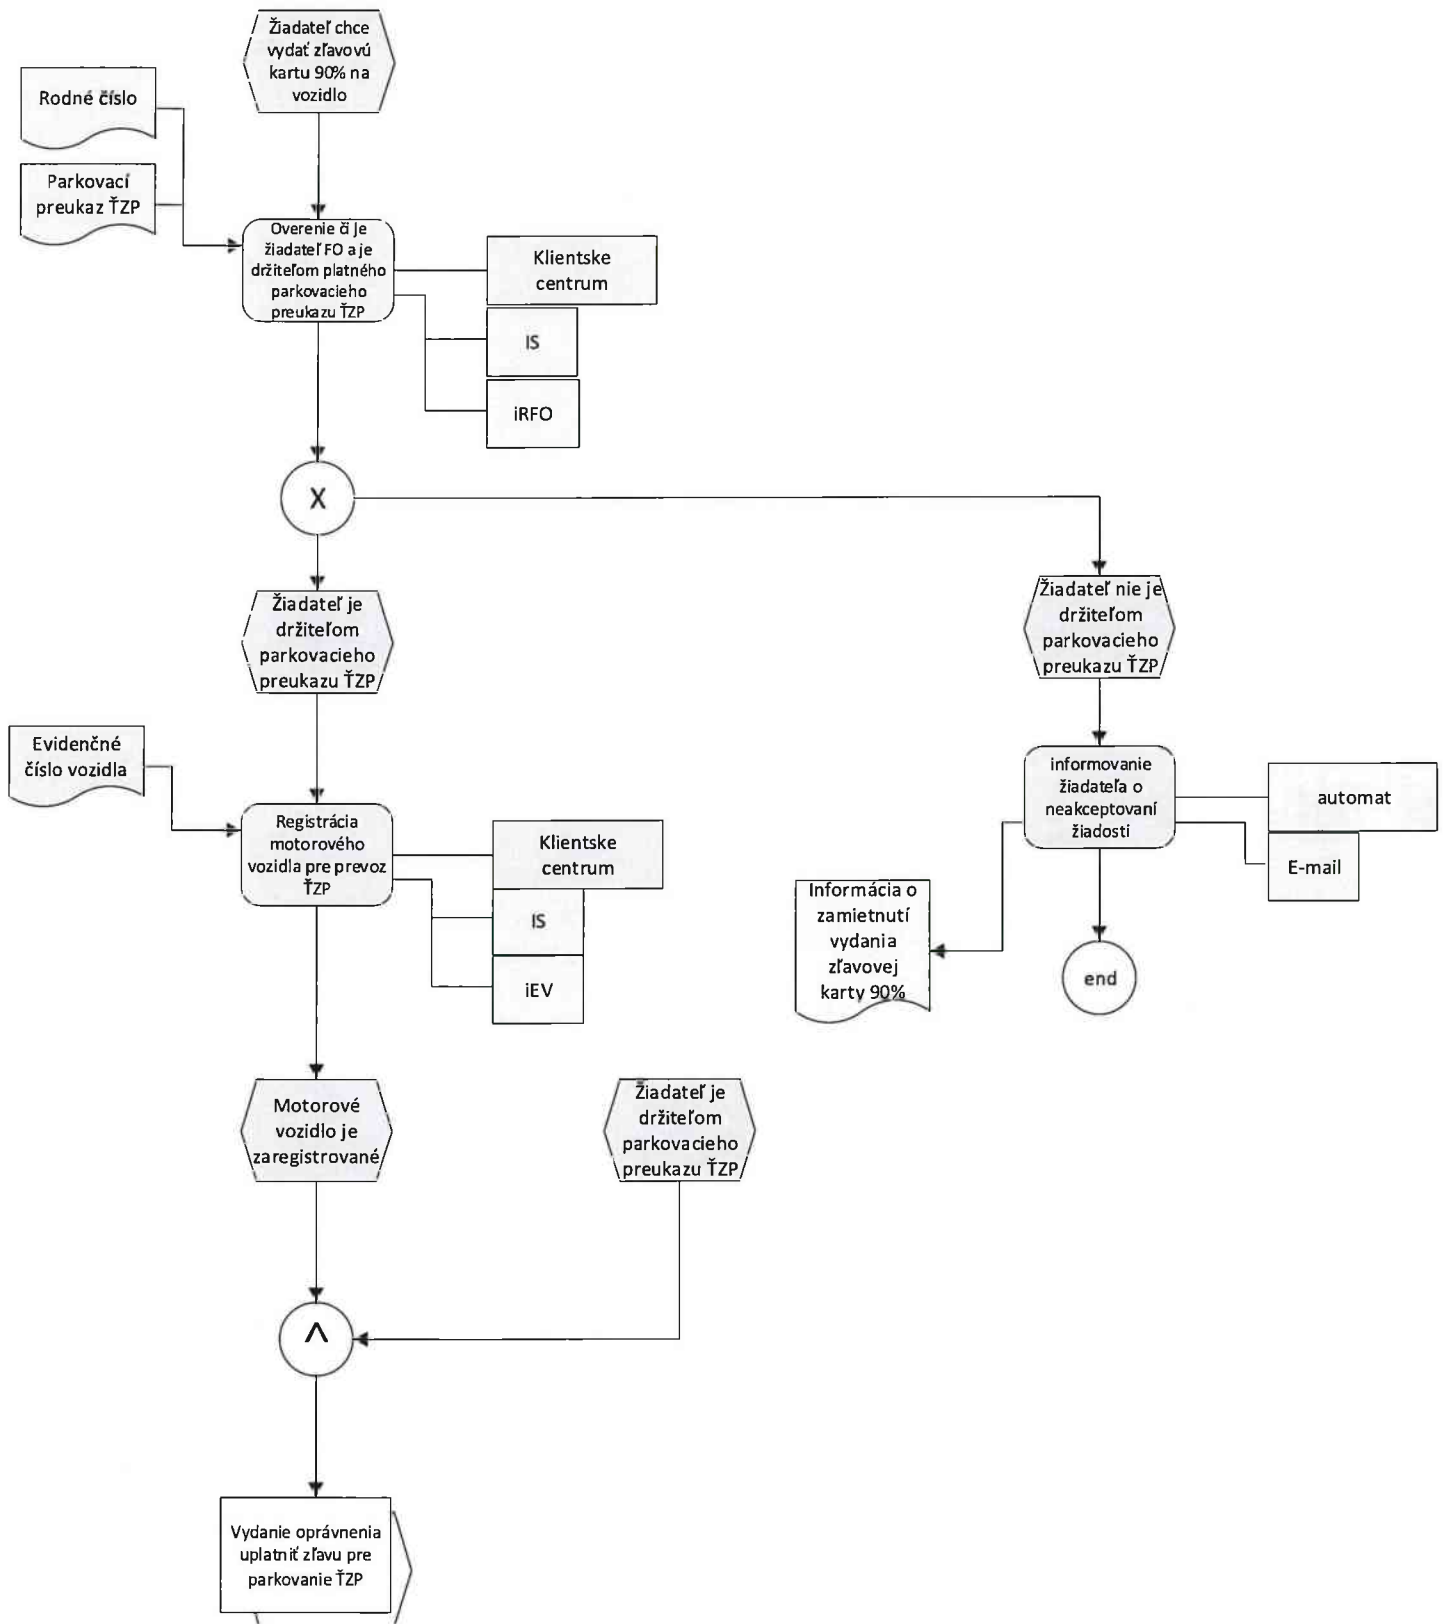 Žiadateľ chce
vydať zľavovú
kartu 90% na
vozidlo
Rodné číslo
Parkovací
preukaz ŤZP
Overenie či je
žiadateľ FO a je
držiteľom platného
parkovacieho
preukazu ŤZP
Klientske
centrum
IS
iRFO
X
Žiadateľ je
držiteľom
parkovacieho
preukazu ŤZP
Žiadateľ nie je
držiteľom
parkovacieho
preukazu ŤZP
Evidenčné
číslo vozidla
Registrácia
motorového
vozidla pre prevoz
ŤZP
Klientske
centrum
IS
iEV
informovanie
žiadateľa o
neakceptovaní
žiadosti
automat
E-mail
Informácia o
zamietnutí
vydania
zľavovej
karty 90%
end
Motorové
vozidlo je
zaregistrované
Žiadateľ je
držiteľom
parkovacieho
preukazu ŤZP
^
Vydanie oprávnenia
uplatniť zľavu pre
parkovanie ŤZP